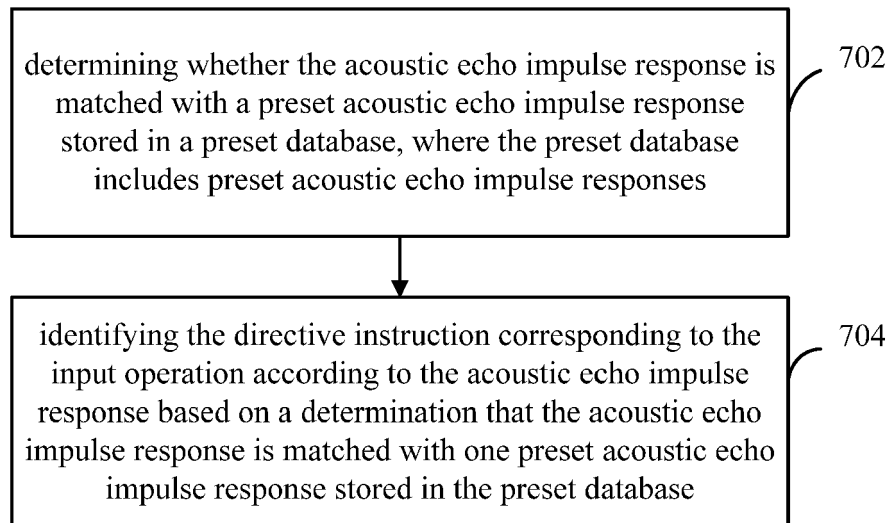 determining whether the acoustic echo impulse response is
matched with a preset acoustic echo impulse response
stored in a preset database, where the preset database
includes preset acoustic echo impulse responses
702
identifying the directive instruction corresponding to the
input operation according to the acoustic echo impulse
response based on a determination that the acoustic echo
impulse response is matched with one preset acoustic echo
impulse response stored in the preset database
704